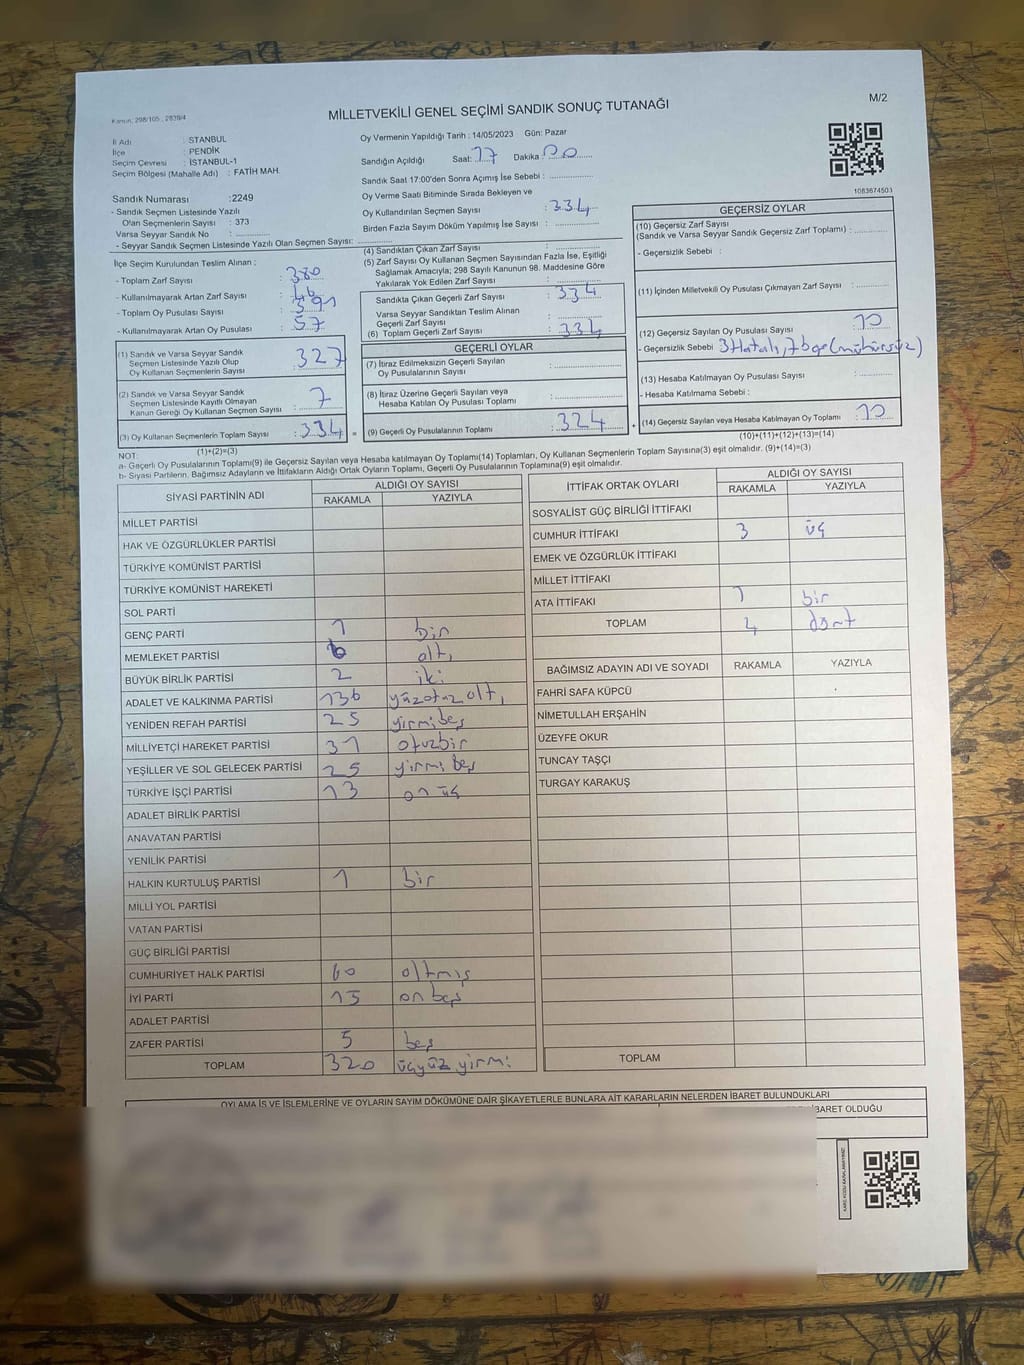 Kanun; 298/105 , 2839/4
MİLLETVEKİLİ GENEL SEÇİMİ SANDIK SONUÇ TUTANAĞI
M/2
İl Adı : STANBUL
İlçe : PENDİK
Seçim Çevresi : İSTANBUL-1
Seçim Bölgesi (Mahalle Adı) : FATİH MAH.
Sandık Numarası :2249
- Sandık Seçmen Listesinde Yazılı
Olan Seçmenlerin Sayısı : 373
Varsa Seyyar Sandık No :
- Seyyar Sandık Seçmen Listesinde Yazılı Olan Seçmen Sayısı:
Oy Vermenin Yapıldığı Tarih : 14/05/2023 Gün: Pazar
Sandığın Açıldığı Saat: 17 Dakika: 00
Sandık Saat 17:00'den Sonra Açımış İse Sebebi :
Oy Verme Saati Bitiminde Sırada Bekleyen ve
Oy Kullandırılan Seçmen Sayısı : 334
Birden Fazla Sayım Döküm Yapılmış İse Sayısı :
1083674503
İlçe Seçim Kurulundan Teslim Alınan :
- Toplam Zarf Sayısı : 380
- Kullanılmayarak Artan Zarf Sayısı : 46
- Toplam Oy Pusulası Sayısı : 391
- Kullanılmayarak Artan Oy Pusulası : 57
(1) Sandık ve Varsa Seyyar Sandık
Seçmen Listesinde Yazılı Olup
Oy Kullanan Seçmenlerin Sayısı : 327
(2) Sandık ve Varsa Seyyar Sandık
Seçmen Listesinde Kayıtlı Olmayan
Kanun Gereği Oy Kullanan Seçmen Sayısı : 7
(3) Oy Kullanan Seçmenlerin Toplam Sayısı : 334
(1)+(2)=(3)
(4) Sandıktan Çıkan Zarf Sayısı :
(5) Zarf Sayısı Oy Kullanan Seçmen Sayısından Fazla İse, Eşitliği
Sağlamak Amacıyla; 298 Sayılı Kanunun 98. Maddesine Göre
Yakılarak Yok Edilen Zarf Sayısı :
Sandıkta Çıkan Geçerli Zarf Sayısı : 334
Varsa Seyyar Sandıktan Teslim Alınan
Geçerli Zarf Sayısı :
(6) Toplam Geçerli Zarf Sayısı : 334
GEÇERLİ OYLAR
(7) İtiraz Edilmeksizin Geçerli Sayılan
Oy Pusulalarının Sayısı :
(8) İtiraz Üzerine Geçerli Sayılan veya
Hesaba Katılan Oy Pusulası Toplamı :
= (9) Geçerli Oy Pusulalarının Toplamı : 324
GEÇERSİZ OYLAR
(10) Geçersiz Zarf Sayısı
(Sandık ve Varsa Seyyar Sandık Geçersiz Zarf Toplamı) :
- Geçersizlik Sebebi :
(11) İçinden Milletvekili Oy Pusulası Çıkmayan Zarf Sayısı :
(12) Geçersiz Sayılan Oy Pusulası Sayısı : 10
- Geçersizlik Sebebi : 3 Hatalı, 7 boş (mühürsüz)
(13) Hesaba Katılmayan Oy Pusulası Sayısı :
- Hesaba Katılmama Sebebi :
+ (14) Geçersiz Sayılan veya Hesaba Katılmayan Oy Toplamı : 10
(10)+(11)+(12)+(13)=(14)
NOT:
a- Geçerli Oy Pusulalarının Toplamı(9) ile Geçersiz Sayılan veya Hesaba katılmayan Oy Toplamı(14) Toplamları, Oy Kullanan Seçmenlerin Toplam Sayısına(3) eşit olmalıdır. (9)+(14)=(3)
b- Siyasi Partilerin, Bağımsız Adayların ve İttifakların Aldığı Ortak Oyların Toplamı, Geçerli Oy Pusulalarının Toplamına(9) eşit olmalıdır.
SİYASİ PARTİNİN ADI
ALDIĞI OY SAYISI
RAKAMLA YAZIYLA
MİLLET PARTİSİ
HAK VE ÖZGÜRLÜKLER PARTİSİ
TÜRKİYE KOMÜNİST PARTİSİ
TÜRKİYE KOMÜNİST HAREKETİ
SOL PARTİ
GENÇ PARTİ 1 bir
MEMLEKET PARTİSİ 6 altı
BÜYÜK BİRLİK PARTİSİ 2 iki
ADALET VE KALKINMA PARTİSİ 136 yüzotuz altı
YENİDEN REFAH PARTİSİ 25 yirmibeş
MİLLİYETÇİ HAREKET PARTİSİ 31 otuzbir
YEŞİLLER VE SOL GELECEK PARTİSİ 25 yirmi beş
TÜRKİYE İŞÇİ PARTİSİ 13 on üç
ADALET BİRLİK PARTİSİ
ANAVATAN PARTİSİ
YENİLİK PARTİSİ
HALKIN KURTULUŞ PARTİSİ 1 bir
MİLLİ YOL PARTİSİ
VATAN PARTİSİ
GÜÇ BİRLİĞİ PARTİSİ
CUMHURİYET HALK PARTİSİ 60 altmış
İYİ PARTİ 15 on beş
ADALET PARTİSİ
ZAFER PARTİSİ 5 beş
TOPLAM 320 üçyüz yirmi
İTTİFAK ORTAK OYLARI
ALDIĞI OY SAYISI
RAKAMLA YAZIYLA
SOSYALİST GÜÇ BİRLİĞİ İTTİFAKI
CUMHUR İTTİFAKI 3 üç
EMEK VE ÖZGÜRLÜK İTTİFAKI
MİLLET İTTİFAKI
ATA İTTİFAKI 1 bir
TOPLAM 4 dört
BAĞIMSIZ ADAYIN ADI VE SOYADI RAKAMLA YAZIYLA
FAHRİ SAFA KÜPCÜ
NİMETULLAH ERŞAHİN
ÜZEYFE OKUR
TUNCAY TAŞÇI
TURGAY KARAKUŞ
TOPLAM
OYLAMA İŞ VE İŞLEMLERİNE VE OYLARIN SAYIM DÖKÜMÜNE DAİR ŞİKAYETLERLE BUNLARA AİT KARARLARIN NELERDEN İBARET BULUNDUKLARI
İBARET OLDUĞU